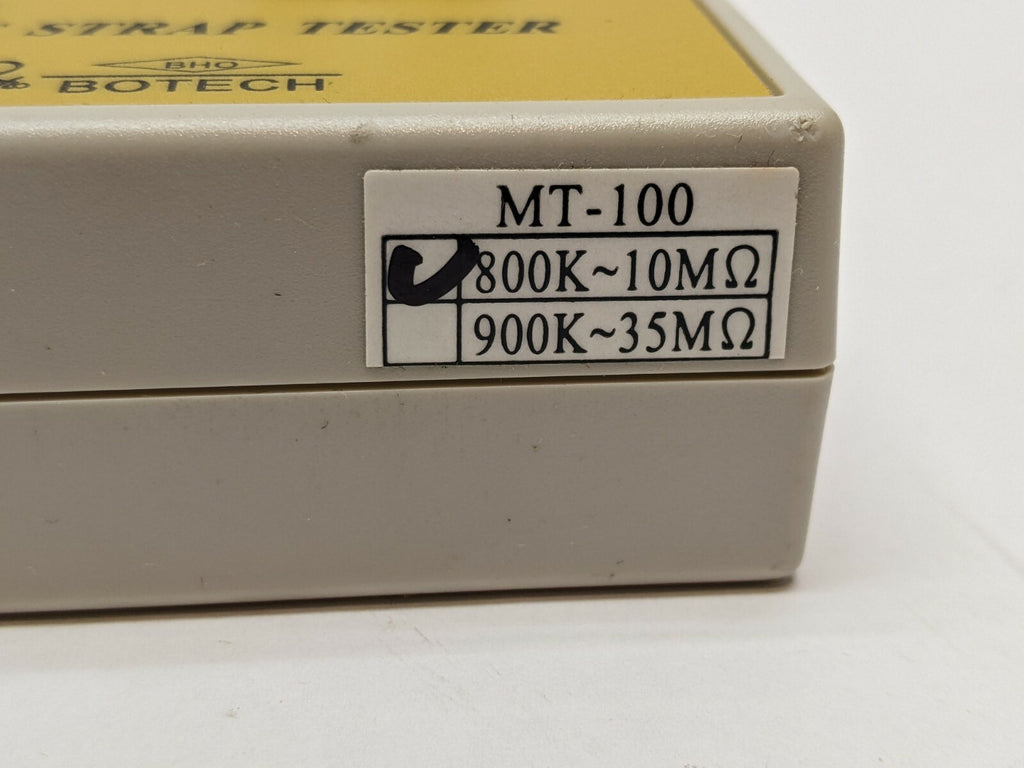 STRAP TESTER
BHO
BOTECH
MT-100
800K~10MΩ
900K~35MΩ